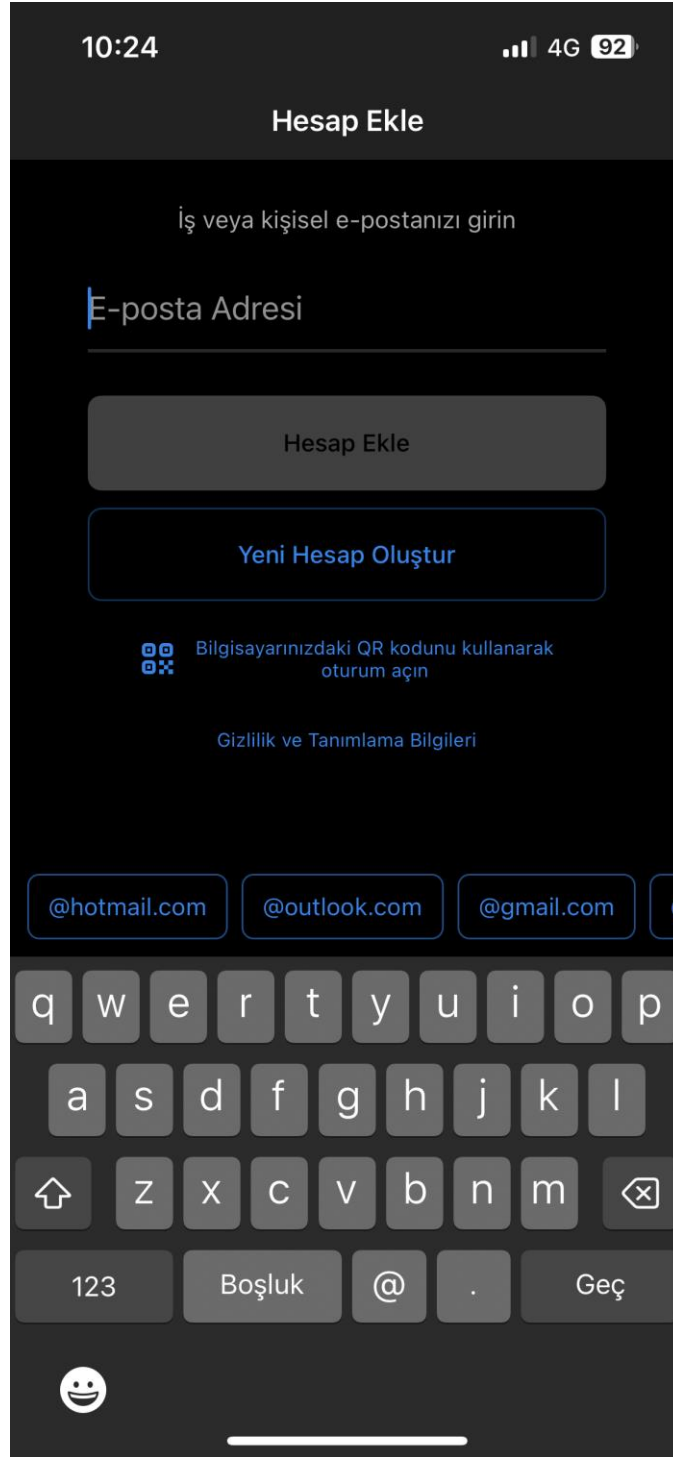 10:24
4G 92
Hesap Ekle
İş veya kişisel e-postanızı girin
E-posta Adresi
Hesap Ekle
Yeni Hesap Oluştur
Bilgisayarınızdaki QR kodunu kullanarak
oturum açın
Gizlilik ve Tanımlama Bilgileri
@hotmail.com @outlook.com @gmail.com
q w e r t y u i o p
a s d f g h j k l
z x c v b n m
123 Boşluk @ . Geç